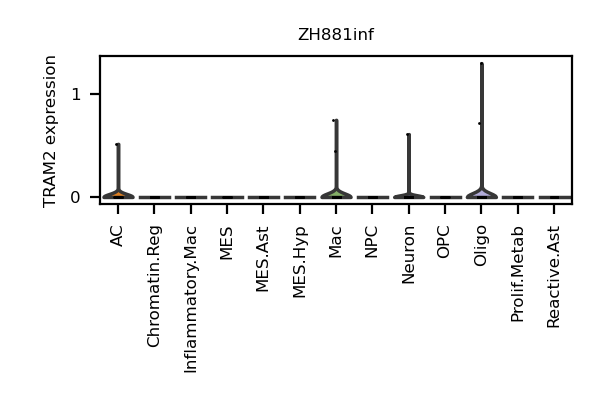 ZH881inf
TRAM2 expression
1
0
AC
Chromatin.Reg
Inflammatory.Mac
MES
MES.Ast
MES.Hyp
Mac
NPC
Neuron
OPC
Oligo
Prolif.Metab
Reactive.Ast